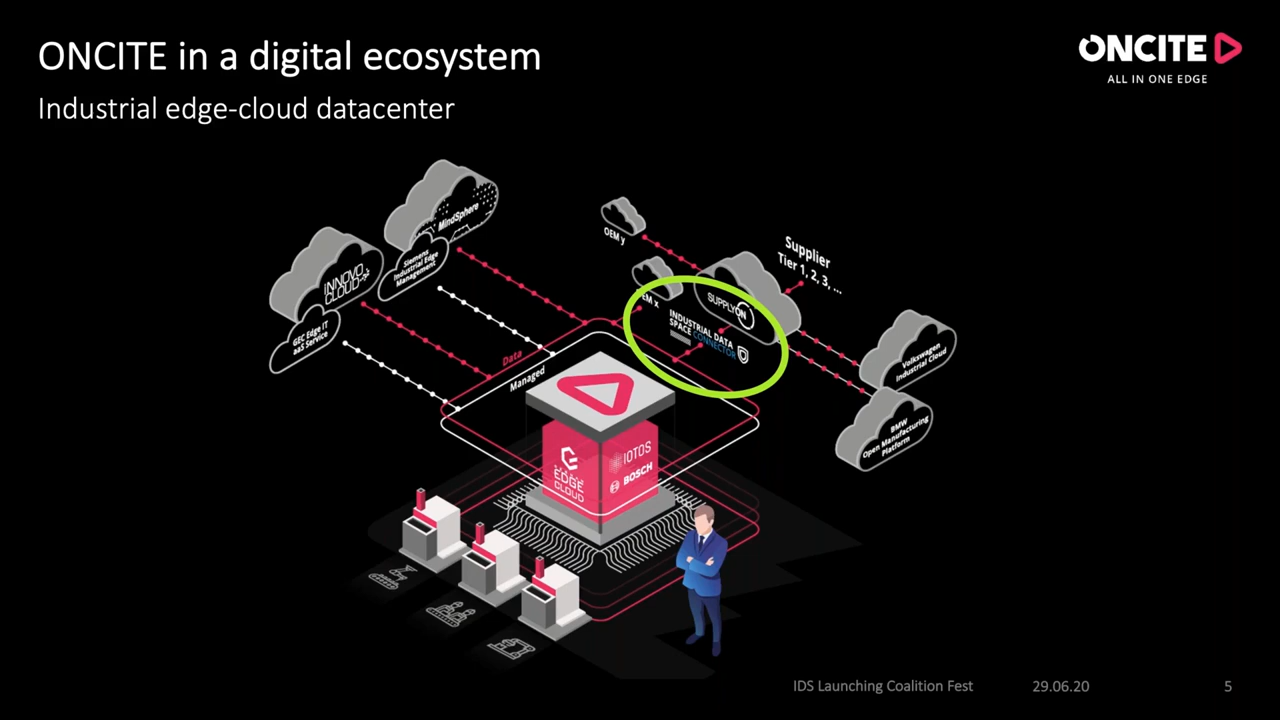 ONCITE in a digital ecosystem
Industrial edge-cloud datacenter
ONCITE
ALL IN ONE EDGE
MindSphere
Siemens
Industrial Edge
Management
INNOVO
CLOUD
GEC Edge IT
aaS Service
OEM y
EM x
Supplier
Tier 1, 2, 3, ...
SUPPLYON
INDUSTRIAL DATA
SPACE CONNECTOR
Volkswagen
Industrial Cloud
BMW
Open Manufacturing
Platform
Data
Managed
EDGE
CLOUD
IOTOS
BOSCH
IDS Launching Coalition Fest
29.06.20
5